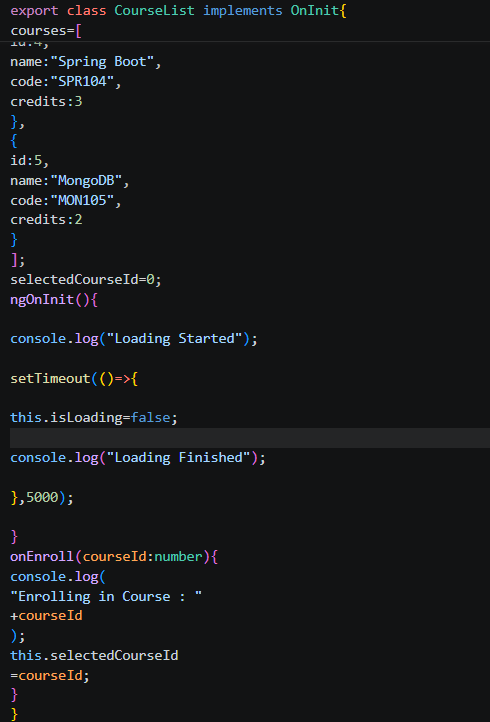 export class CourseList implements OnInit{
courses=[
id:4,
name:"Spring Boot",
code:"SPR104",
credits:3
},
{
id:5,
name:"MongoDB",
code:"MON105",
credits:2
}
];
selectedCourseId=0;
ngOnInit(){
console.log("Loading Started");
setTimeout(()=>{
this.isLoading=false;
console.log("Loading Finished");
},5000);
}
onEnroll(courseId:number){
console.log(
"Enrolling in Course : "
+courseId
);
this.selectedCourseId
=courseId;
}
}